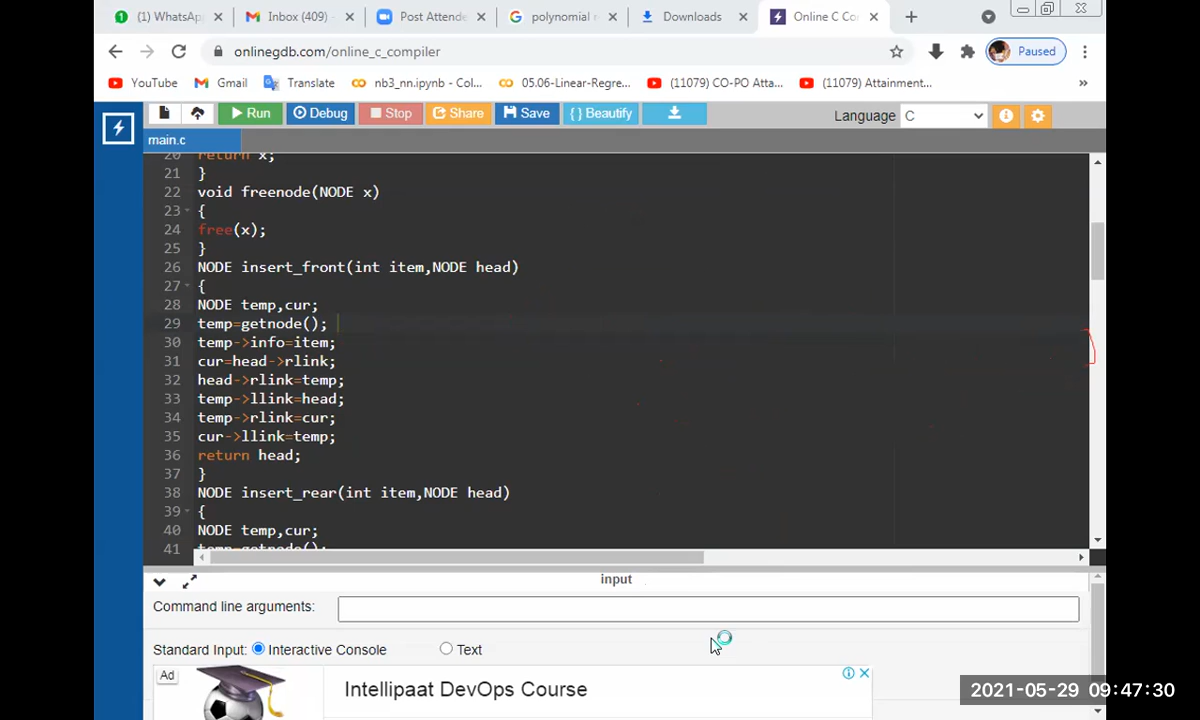 (1) WhatsApp
Inbox (409) -
Post Attende
polynomial
Downloads
Online C Co
onlinegdb.com/online_c_compiler
Paused
YouTube
Gmail
Translate
nb3_nn.ipynb - Col...
05.06-Linear-Regre...
(11079) CO-PO Atta...
(11079) Attainment...
»
Run
Debug
Stop
Share
Save
{ } Beautify
Language
C
main.c
20 return x;
21 }
22 void freenode(NODE x)
23 {
24 free(x);
25 }
26 NODE insert_front(int item,NODE head)
27 {
28 NODE temp,cur;
29 temp=getnode();
30 temp->info=item;
31 cur=head->rlink;
32 head->rlink=temp;
33 temp->llink=head;
34 temp->rlink=cur;
35 cur->llink=temp;
36 return head;
37 }
38 NODE insert_rear(int item,NODE head)
39 {
40 NODE temp,cur;
41 temp=getnode();
input
Command line arguments:
Standard Input:
Interactive Console
Text
Ad
Intellipaat DevOps Course
2021-05-29 09:47:30